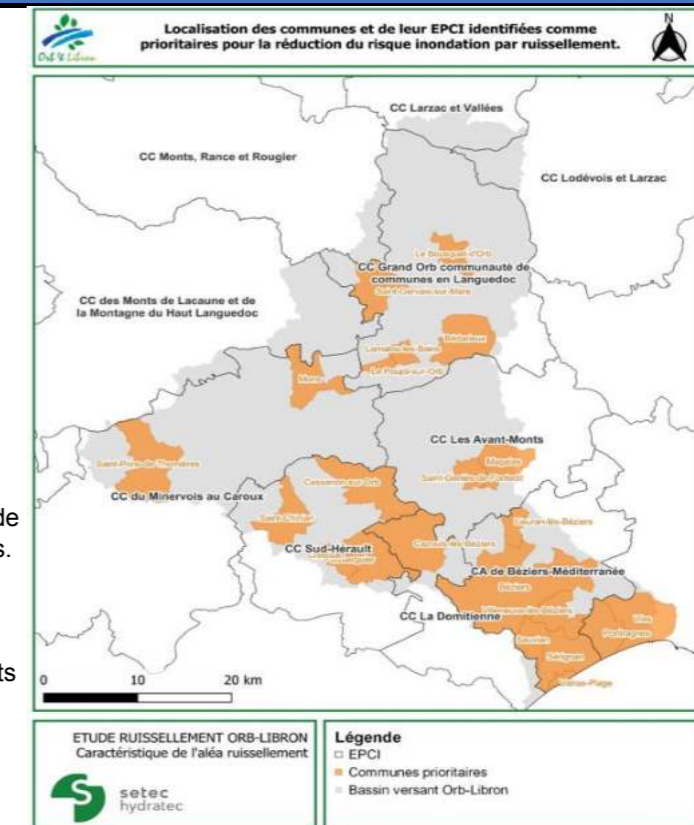 Localisation des communes et de leur EPCI identifiées comme
prioritaires pour la réduction du risque inondation par ruissellement.
N
Orb & Libron
CC Larzac et Vallées
CC Monts, Rance et Rougier
CC Lodévois et Larzac
Le Bousquet-d'Orb
CC Grand Orb communauté de
communes en Languedoc
Saint-Gervais-sur-Mare
CC des Monts de Lacaune et de
la Montagne du Haut Languedoc
Bédarieux
Lamalou-les-Bains
Le Poujol-sur-Orb
Mons
CC Les Avant-Monts
Magalas
Saint-Pons-de-Thomières
Saint-Geniès-de-Fontedit
CC du Minervois au Caroux
Cessenon-sur-Orb
de
s.
Saint-Chinian
Lieuran-lès-Béziers
Cazouls-lès-Béziers
CC Sud-Hérault
CA de Béziers-Méditerranée
Béziers
Villeneuve-lès-Béziers
CC La Domitienne
Vias
Portiragnes
Sauvian
Sérignan
Valras-Plage
ts
0 10 20 km
ETUDE RUISSELLEMENT ORB-LIBRON
Caractéristique de l'aléa ruissellement
setec
hydratec
Légende
EPCI
Communes prioritaires
Bassin versant Orb-Libron